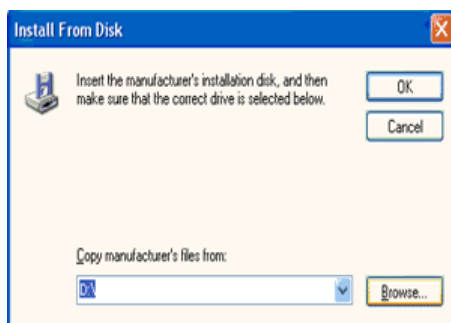 Install From Disk
Insert the manufacturer's installation disk, and then
make sure that the correct drive is selected below.
OK
Cancel
Copy manufacturer's files from:
D:\
Browse...